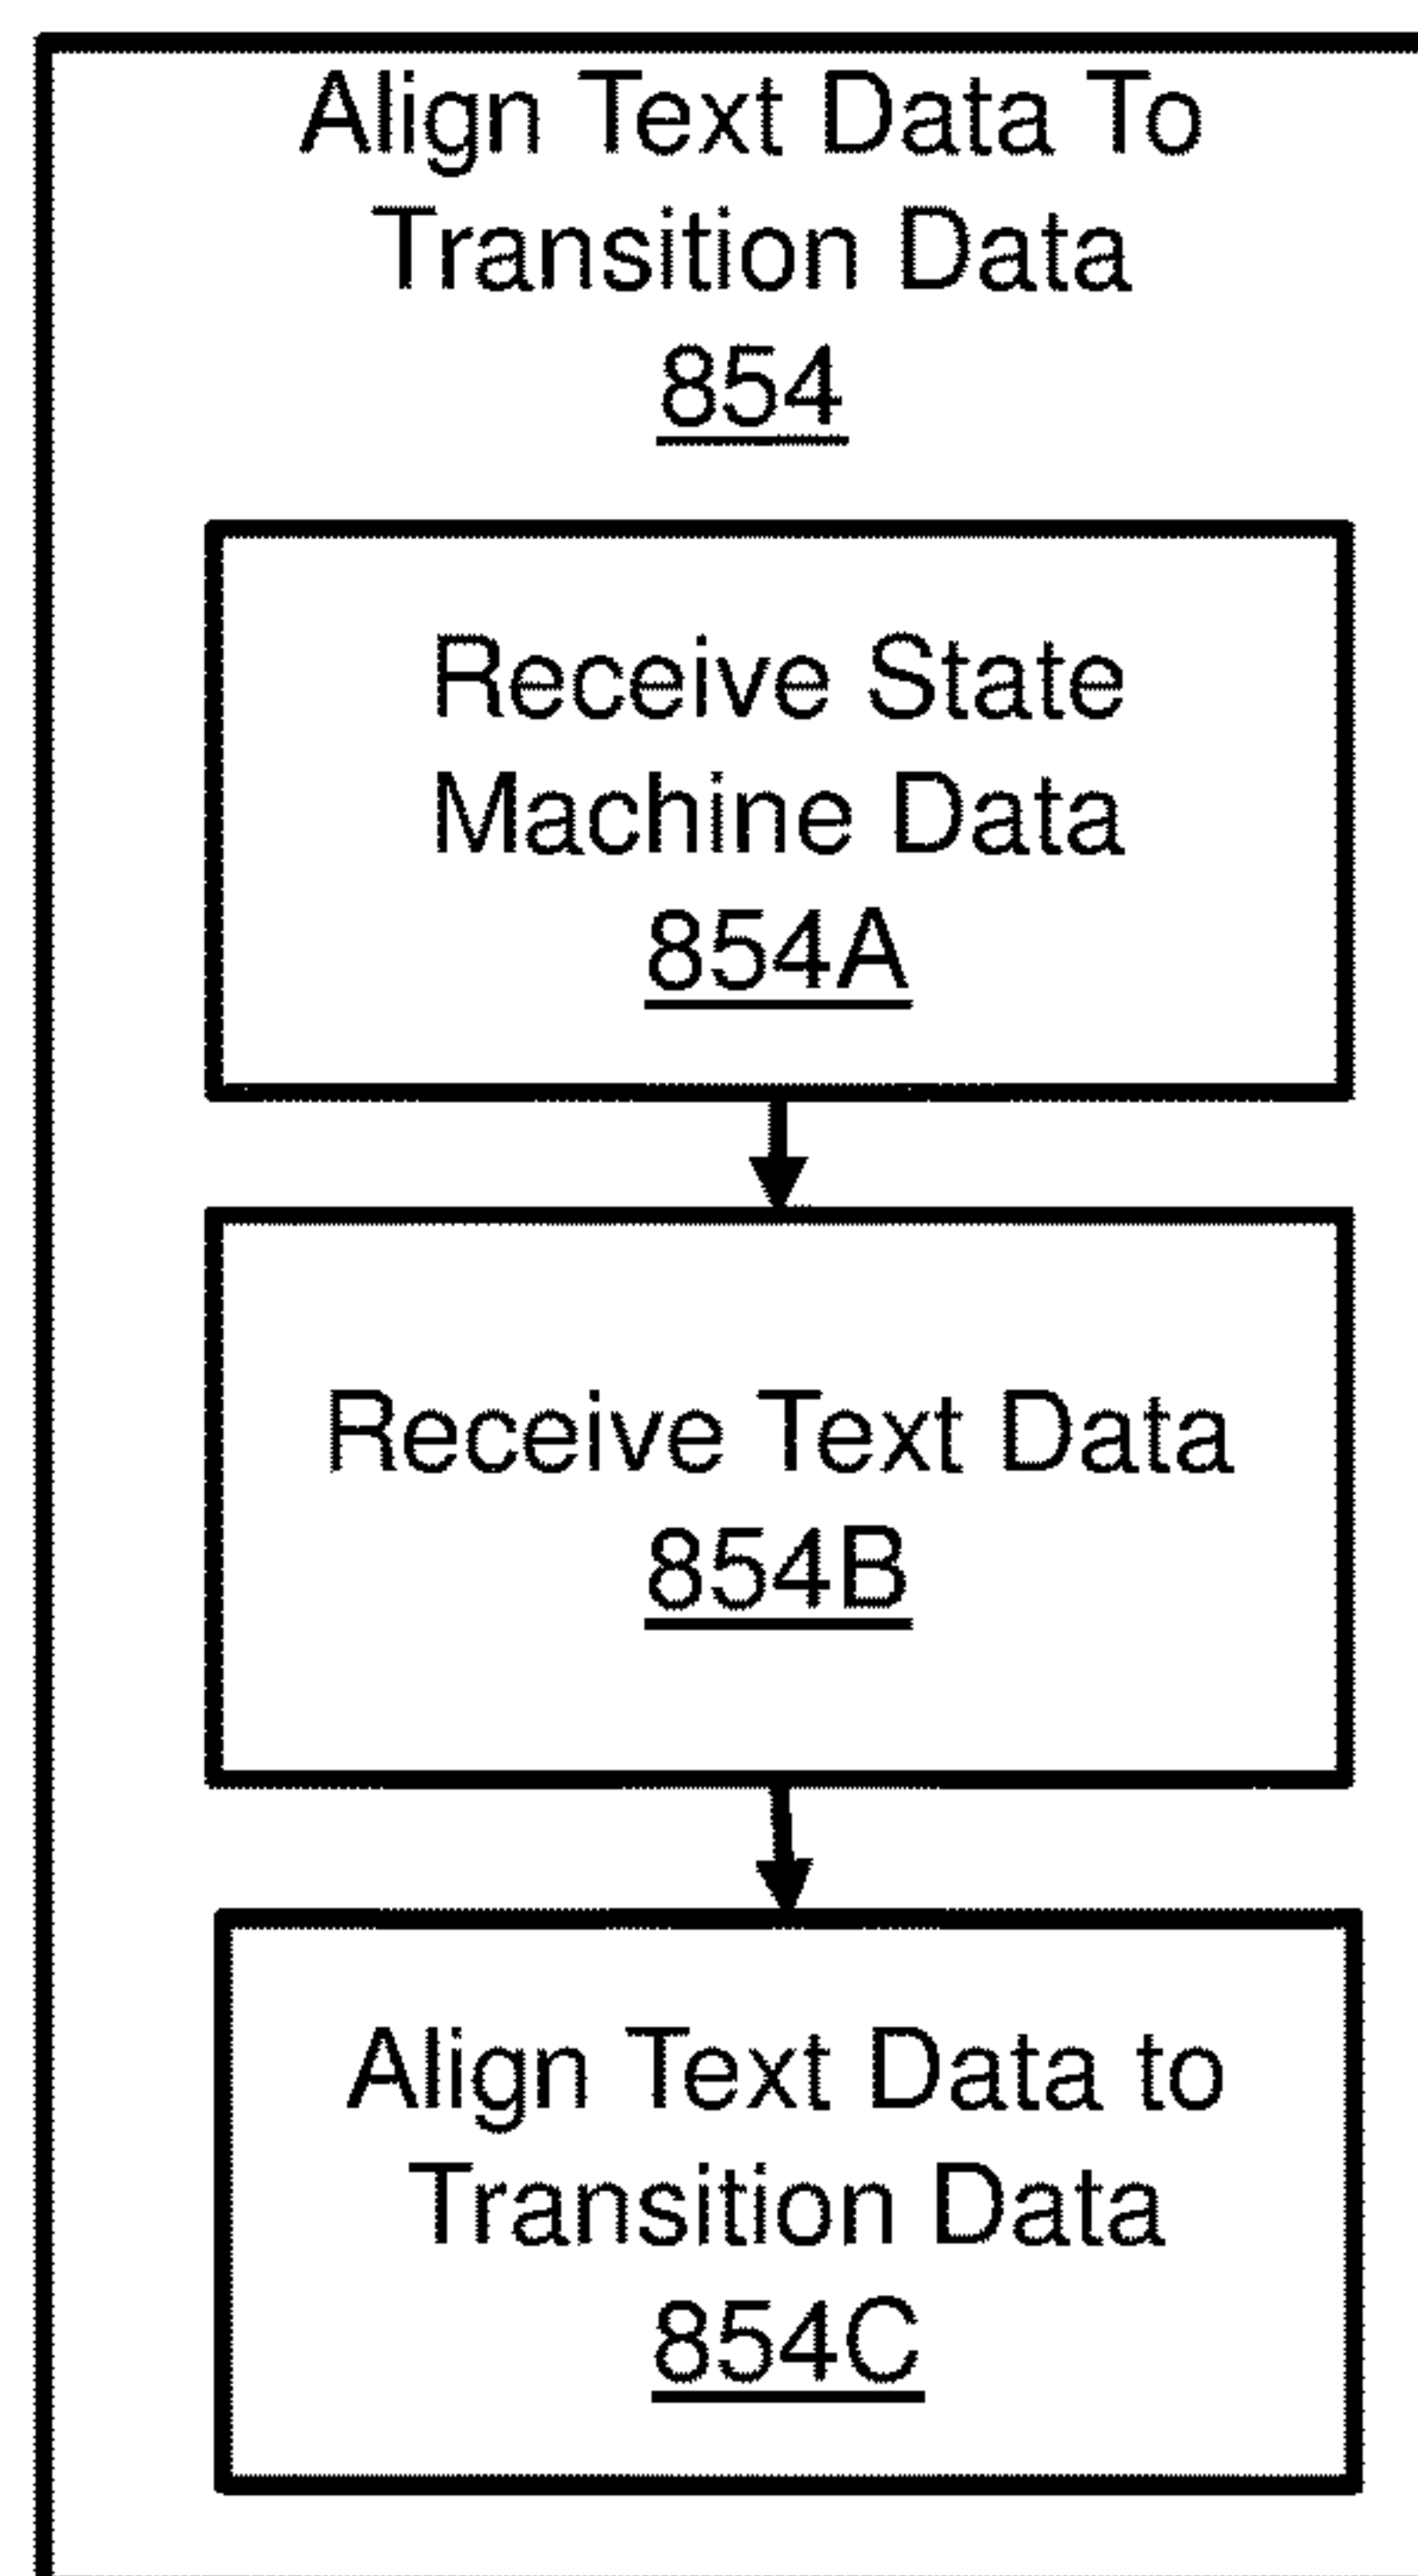 Align Text Data To
Transition Data
854
Receive State
Machine Data
854A
Receive Text Data
854B
Align Text Data to
Transition Data
854C